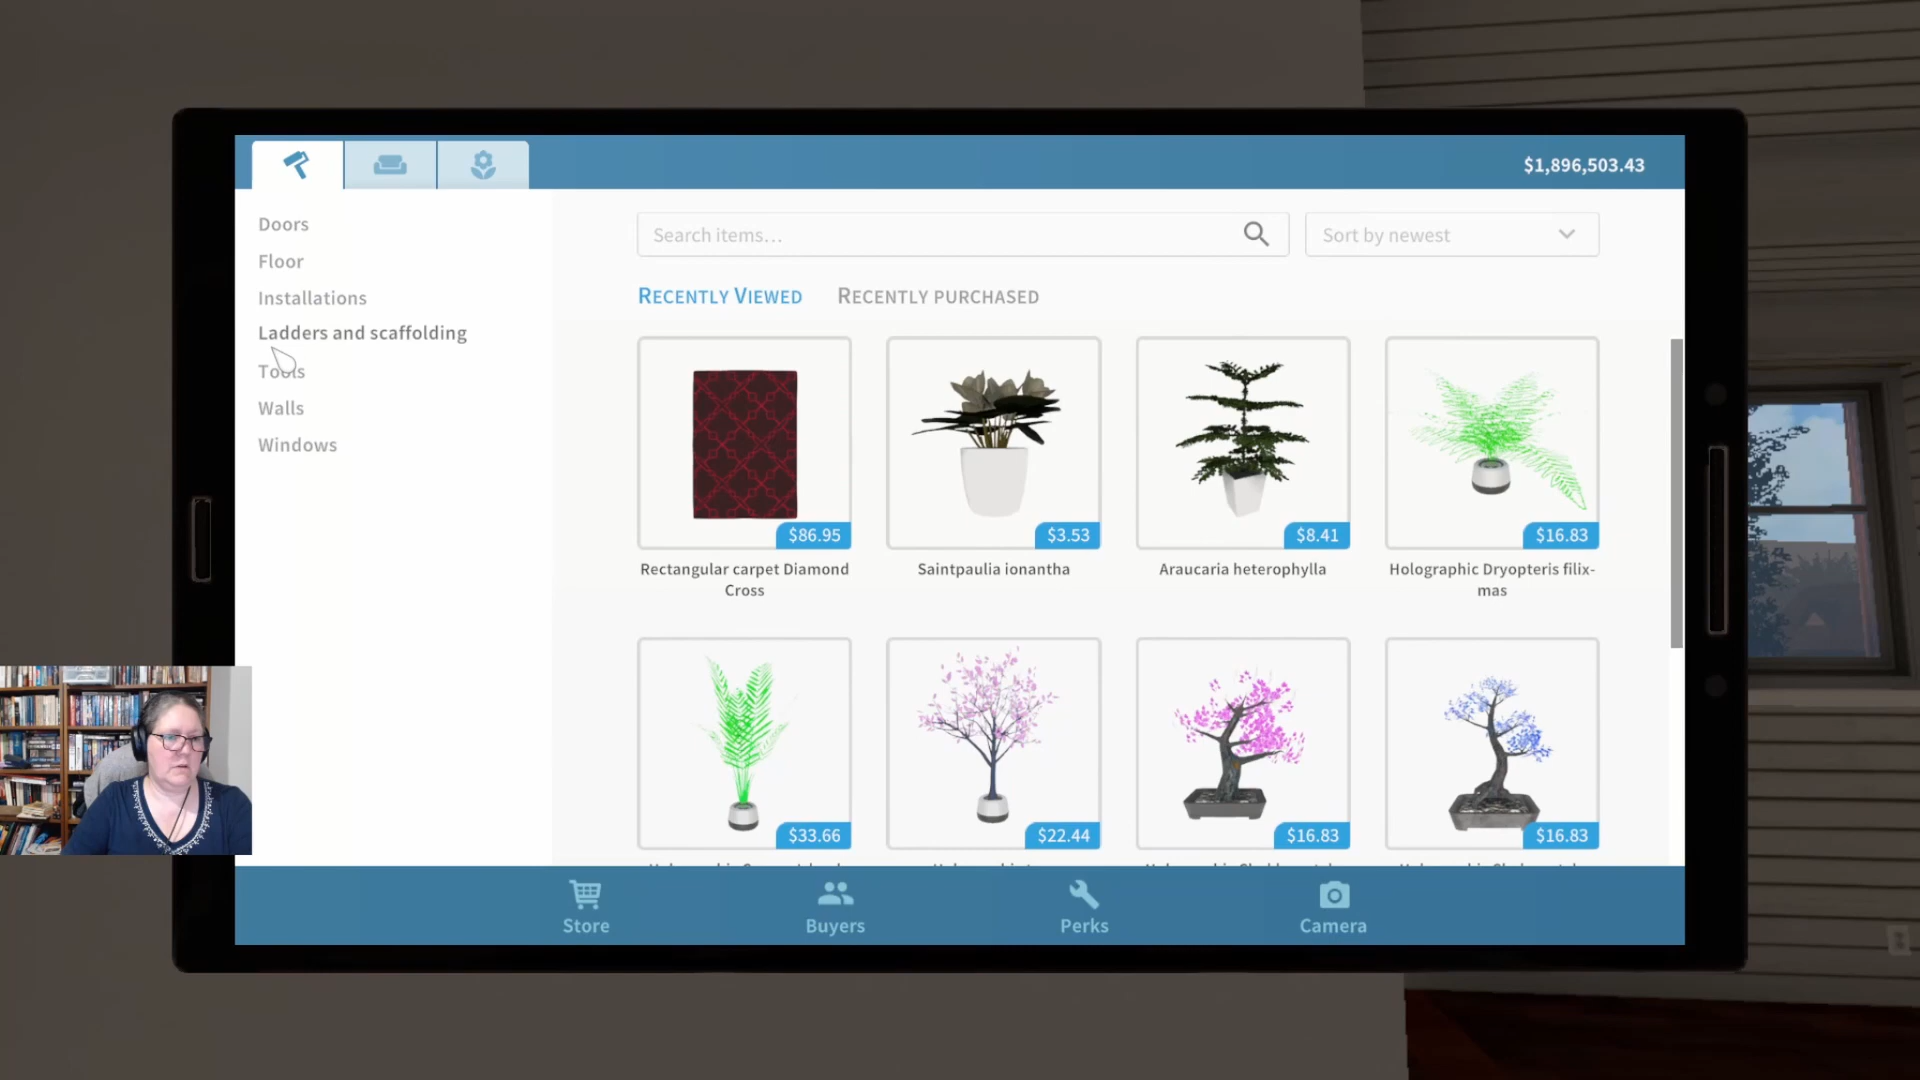 $1,896,503.43
Doors
Floor
Installations
Ladders and scaffolding
Tools
Walls
Windows
Search items...
Sort by newest
RECENTLY VIEWED
RECENTLY PURCHASED
$86.95
$3.53
$8.41
$16.83
Rectangular carpet Diamond
Cross
Saintpaulia ionantha
Araucaria heterophylla
Holographic Dryopteris filix-
mas
$33.66
$22.44
$16.83
$16.83
Store
Buyers
Perks
Camera